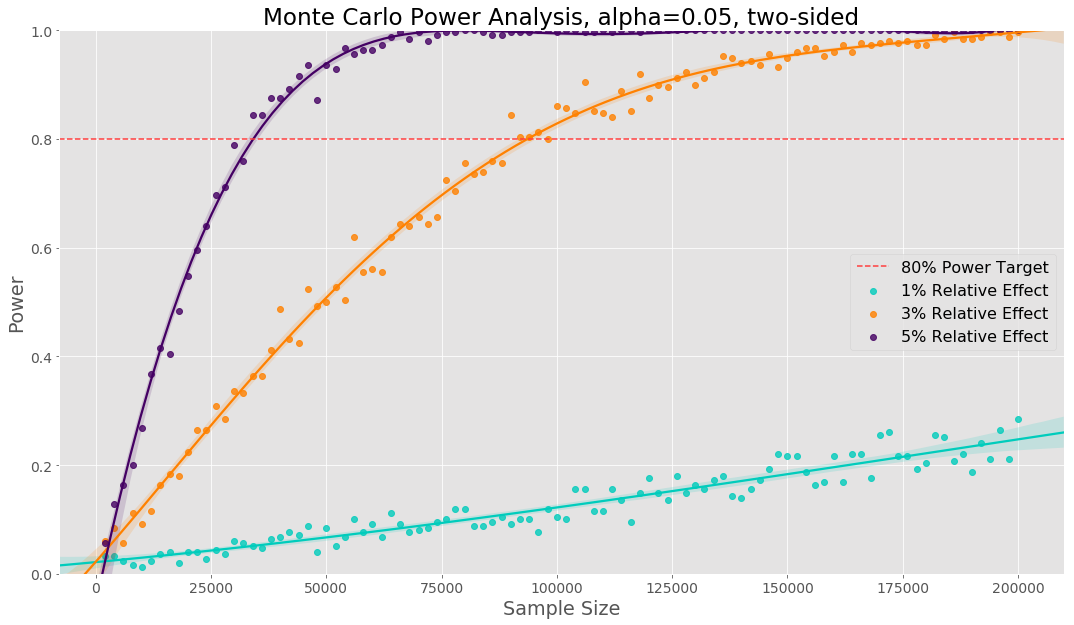 Monte Carlo Power Analysis, alpha=0.05, two-sided
Power
1.0
0.8
0.6
0.4
0.2
0.0
80% Power Target
1% Relative Effect
3% Relative Effect
5% Relative Effect
0 25000 50000 75000 100000 125000 150000 175000 200000
Sample Size